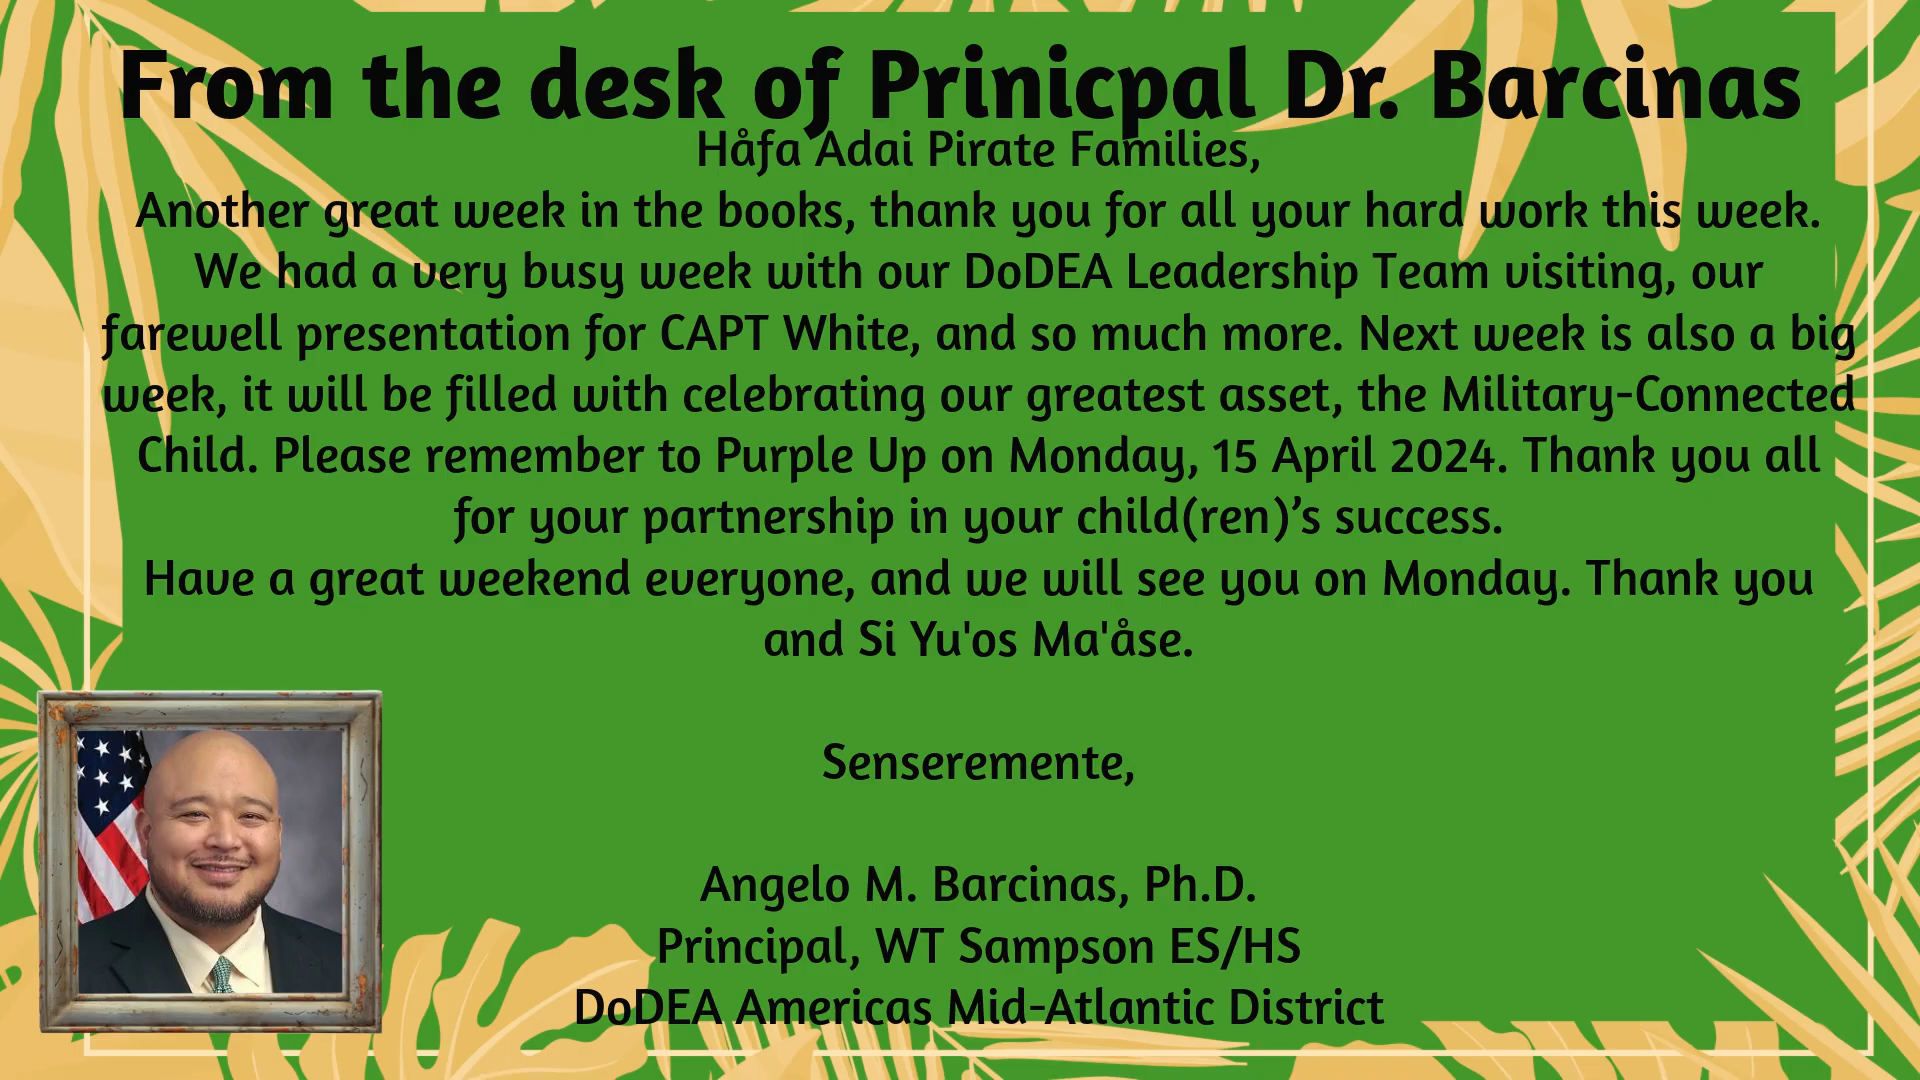 From the desk of Prinicpal Dr. Barcinas
Håfa Adai Pirate Families,
Another great week in the books, thank you for all your hard work this week.
We had a very busy week with our DoDEA Leadership Team visiting, our
farewell presentation for CAPT White, and so much more. Next week is also a big
week, it will be filled with celebrating our greatest asset, the Military-Connected
Child. Please remember to Purple Up on Monday, 15 April 2024. Thank you all
for your partnership in your child(ren)’s success.
Have a great weekend everyone, and we will see you on Monday. Thank you
and Si Yu'os Ma'åse.
Senseremente,
Angelo M. Barcinas, Ph.D.
Principal, WT Sampson ES/HS
DoDEA Americas Mid-Atlantic District